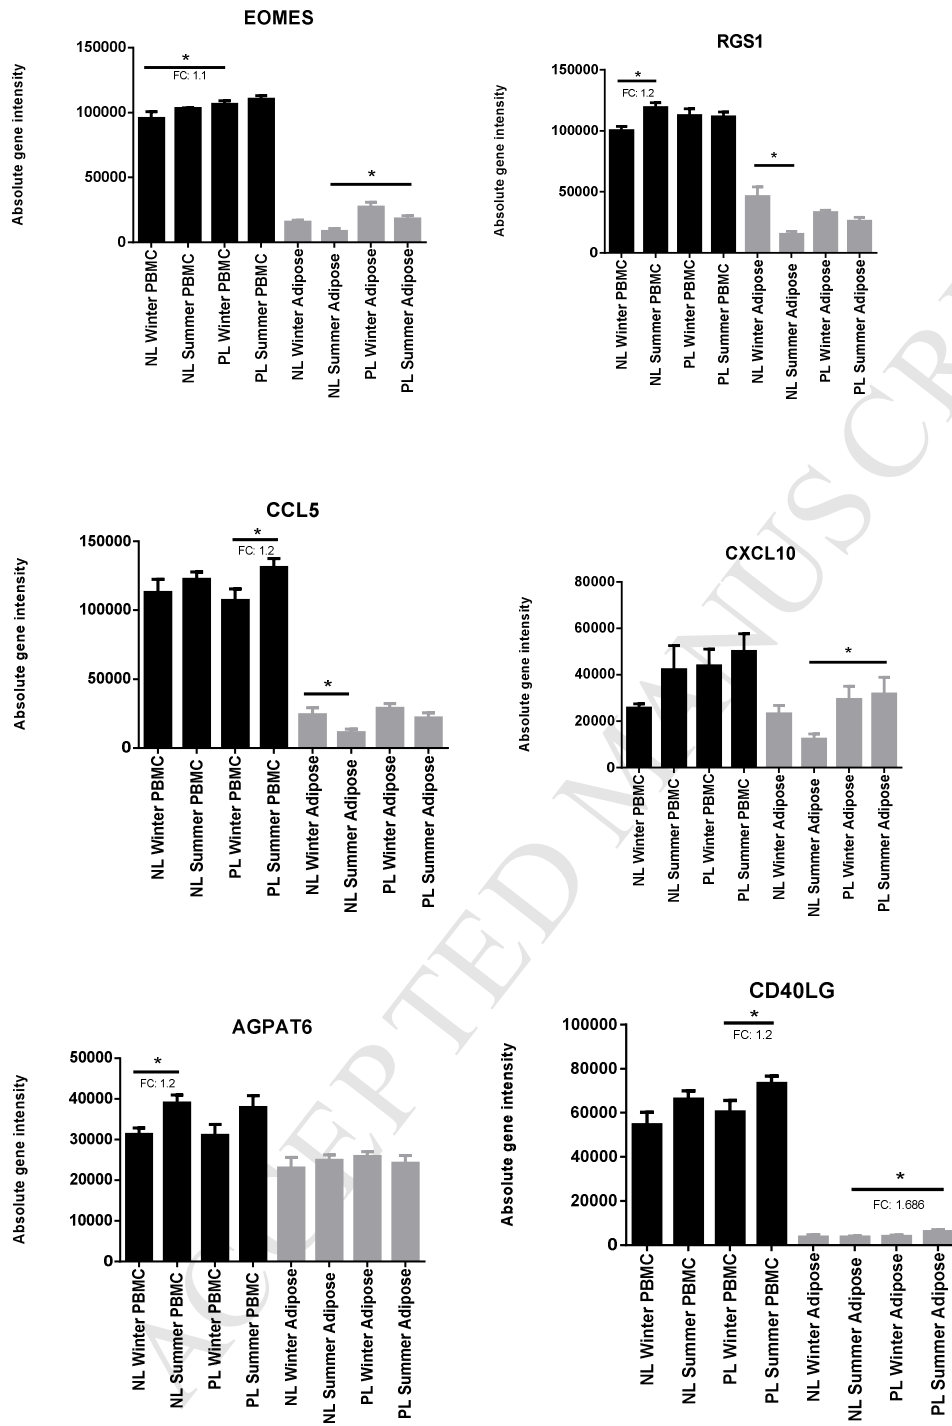 EOMES
Absolute gene intensity
150000
100000
50000
0
*
FC: 1.1
*
NL Winter PBMC
NL Summer PBMC
PL Winter PBMC
PL Summer PBMC
NL Winter Adipose
NL Summer Adipose
PL Winter Adipose
PL Summer Adipose
RGS1
Absolute gene intensity
150000
100000
50000
0
*
FC: 1.2
*
NL Winter PBMC
NL Summer PBMC
PL Winter PBMC
PL Summer PBMC
NL Winter Adipose
NL Summer Adipose
PL Winter Adipose
PL Summer Adipose
CCL5
Absolute gene intensity
150000
100000
50000
0
*
FC: 1.2
*
NL Winter PBMC
NL Summer PBMC
PL Winter PBMC
PL Summer PBMC
NL Winter Adipose
NL Summer Adipose
PL Winter Adipose
PL Summer Adipose
CXCL10
Absolute gene intensity
80000
60000
40000
20000
0
*
NL Winter PBMC
NL Summer PBMC
PL Winter PBMC
PL Summer PBMC
NL Winter Adipose
NL Summer Adipose
PL Winter Adipose
PL Summer Adipose
AGPAT6
Absolute gene intensity
50000
40000
30000
20000
10000
0
*
FC: 1.2
NL Winter PBMC
NL Summer PBMC
PL Winter PBMC
PL Summer PBMC
NL Winter Adipose
NL Summer Adipose
PL Winter Adipose
PL Summer Adipose
CD40LG
Absolute gene intensity
100000
80000
60000
40000
20000
0
*
FC: 1.2
*
FC: 1.686
NL Winter PBMC
NL Summer PBMC
PL Winter PBMC
PL Summer PBMC
NL Winter Adipose
NL Summer Adipose
PL Winter Adipose
PL Summer Adipose
ACCEPTED MANUSCR